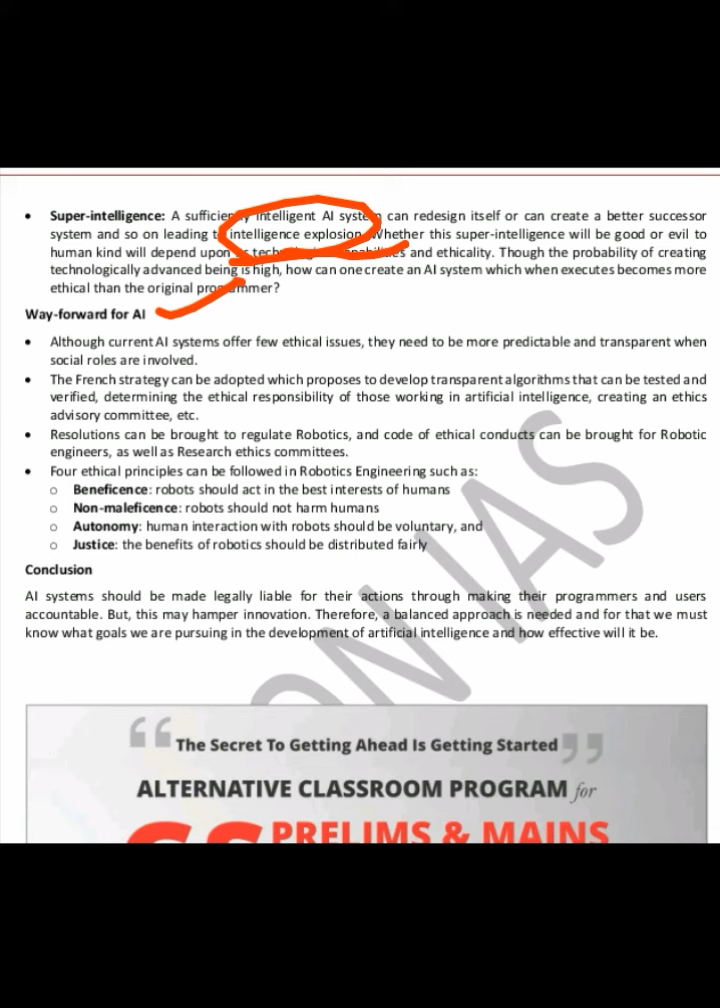 • Super-intelligence: A sufficiently intelligent AI system can redesign itself or can create a better successor
system and so on leading to intelligence explosion. Whether this super-intelligence will be good or evil to
human kind will depend upon its technological capabilities and ethicality. Though the probability of creating
technologically advanced being is high, how can one create an AI system which when executes becomes more
ethical than the original programmer?
Way-forward for AI
• Although current AI systems offer few ethical issues, they need to be more predictable and transparent when
social roles are involved.
• The French strategy can be adopted which proposes to develop transparent algorithms that can be tested and
verified, determining the ethical responsibility of those working in artificial intelligence, creating an ethics
advisory committee, etc.
• Resolutions can be brought to regulate Robotics, and code of ethical conducts can be brought for Robotic
engineers, as well as Research ethics committees.
• Four ethical principles can be followed in Robotics Engineering such as:
o Beneficence: robots should act in the best interests of humans
o Non-maleficence: robots should not harm humans
o Autonomy: human interaction with robots should be voluntary, and
o Justice: the benefits of robotics should be distributed fairly
Conclusion
AI systems should be made legally liable for their actions through making their programmers and users
accountable. But, this may hamper innovation. Therefore, a balanced approach is needed and for that we must
know what goals we are pursuing in the development of artificial intelligence and how effective will it be.
ON IAS
“ The Secret To Getting Ahead Is Getting Started ”
ALTERNATIVE CLASSROOM PROGRAM for
GS PRELIMS & MAINS